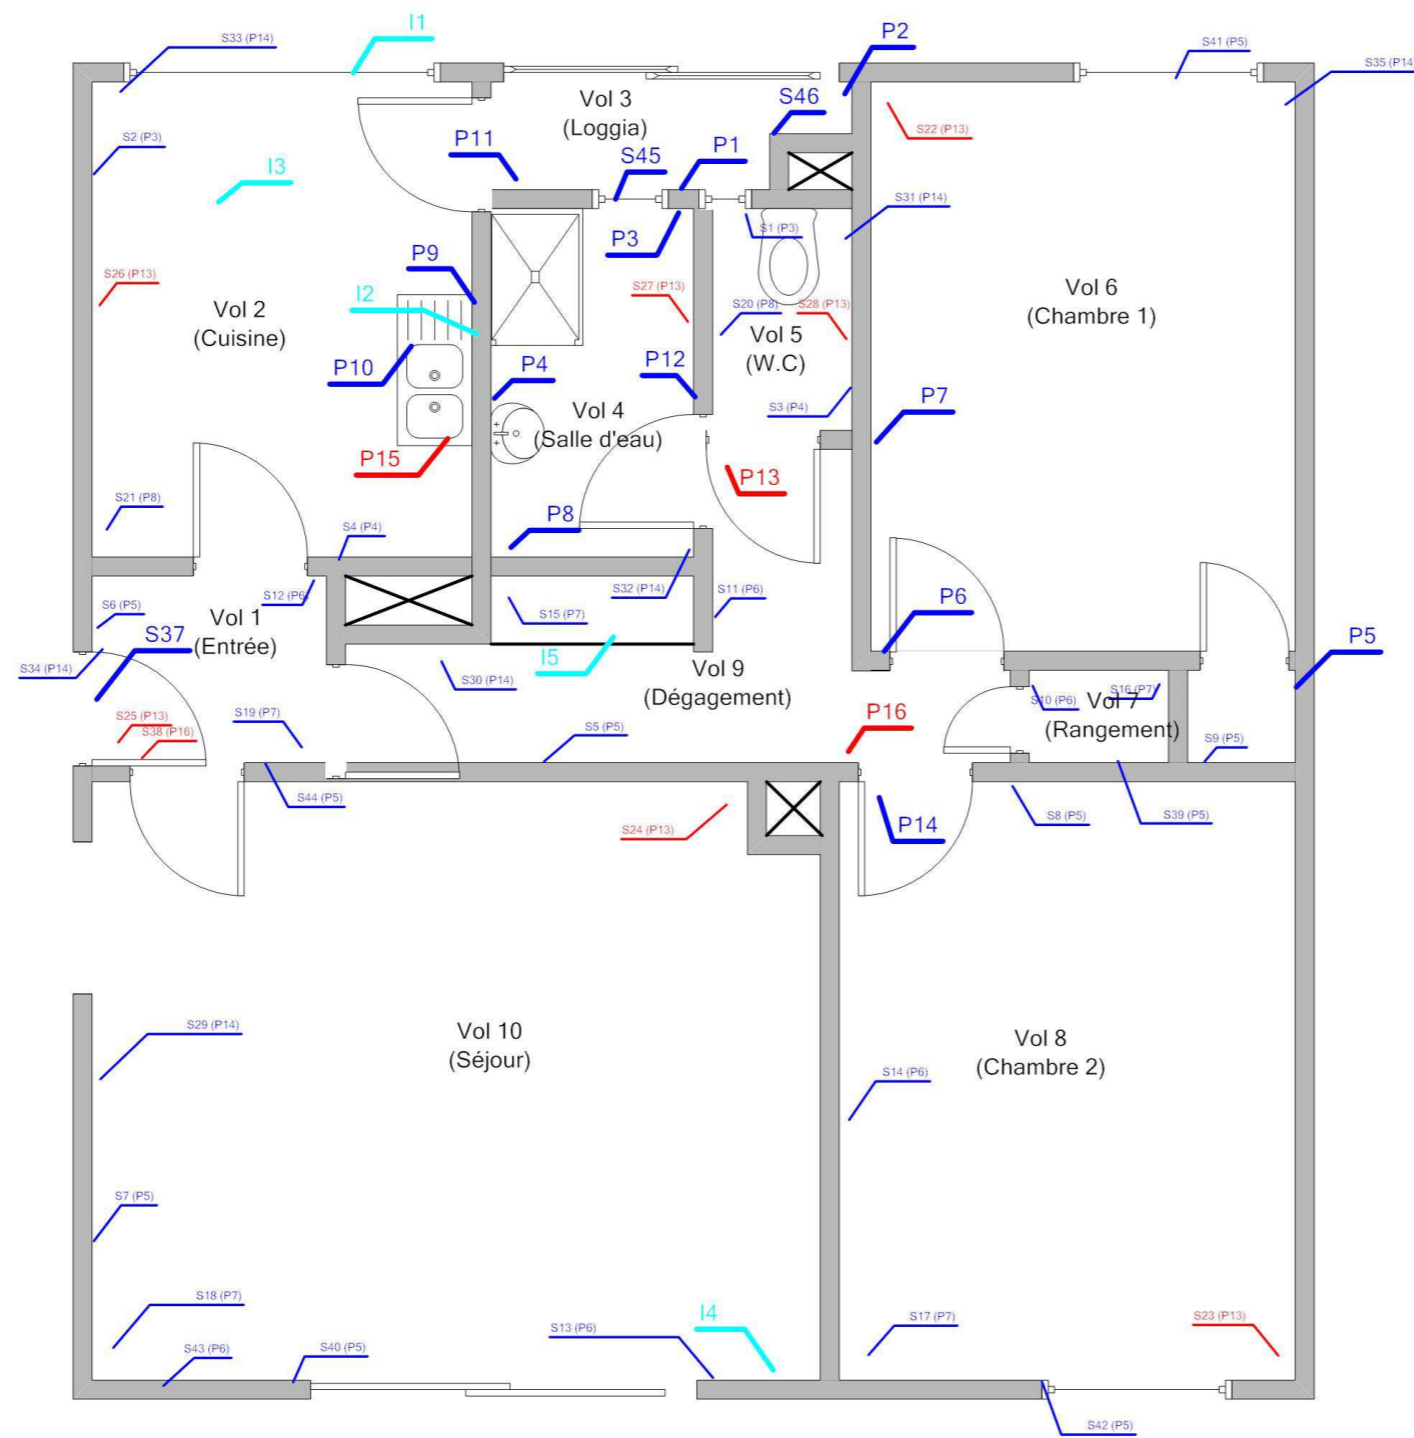 I1
P2
S33 (P14)
S41 (P5)
S35 (P14
Vol 3
(Loggia)
S46
S22 (P13)
S2 (P3)
P11
S45
P1
I3
S31 (P14)
S1 (P3)
P3
P9
S26 (P13)
I2
S27 (P13)
S20 (P8)
S28 (P13)
Vol 6
(Chambre 1)
Vol 2
(Cuisine)
Vol 5
(W.C)
P10
P4
P12
S3 (P4)
P7
Vol 4
(Salle d'eau)
P15
P13
S21 (P8)
S4 (P4)
P8
S12 (P6)
S32 (P14)
S11 (P6)
P6
S6 (P5)
Vol 1
(Entrée)
S15 (P7)
S37
P5
S34 (P14)
I5
S30 (P14)
Vol 9
(Dégagement)
S10 (P6)
S16 (P7)
Vol 7
(Rangement)
S25 (P13)
S38 (P16)
S19 (P7)
P16
S5 (P5)
S9 (P5)
S44 (P5)
S24 (P13)
P14
S8 (P5)
S39 (P5)
S29 (P14)
Vol 10
(Séjour)
Vol 8
(Chambre 2)
S14 (P6)
S7 (P5)
S18 (P7)
I4
S17 (P7)
S23 (P13)
S13 (P6)
S43 (P6)
S40 (P5)
S42 (P5)